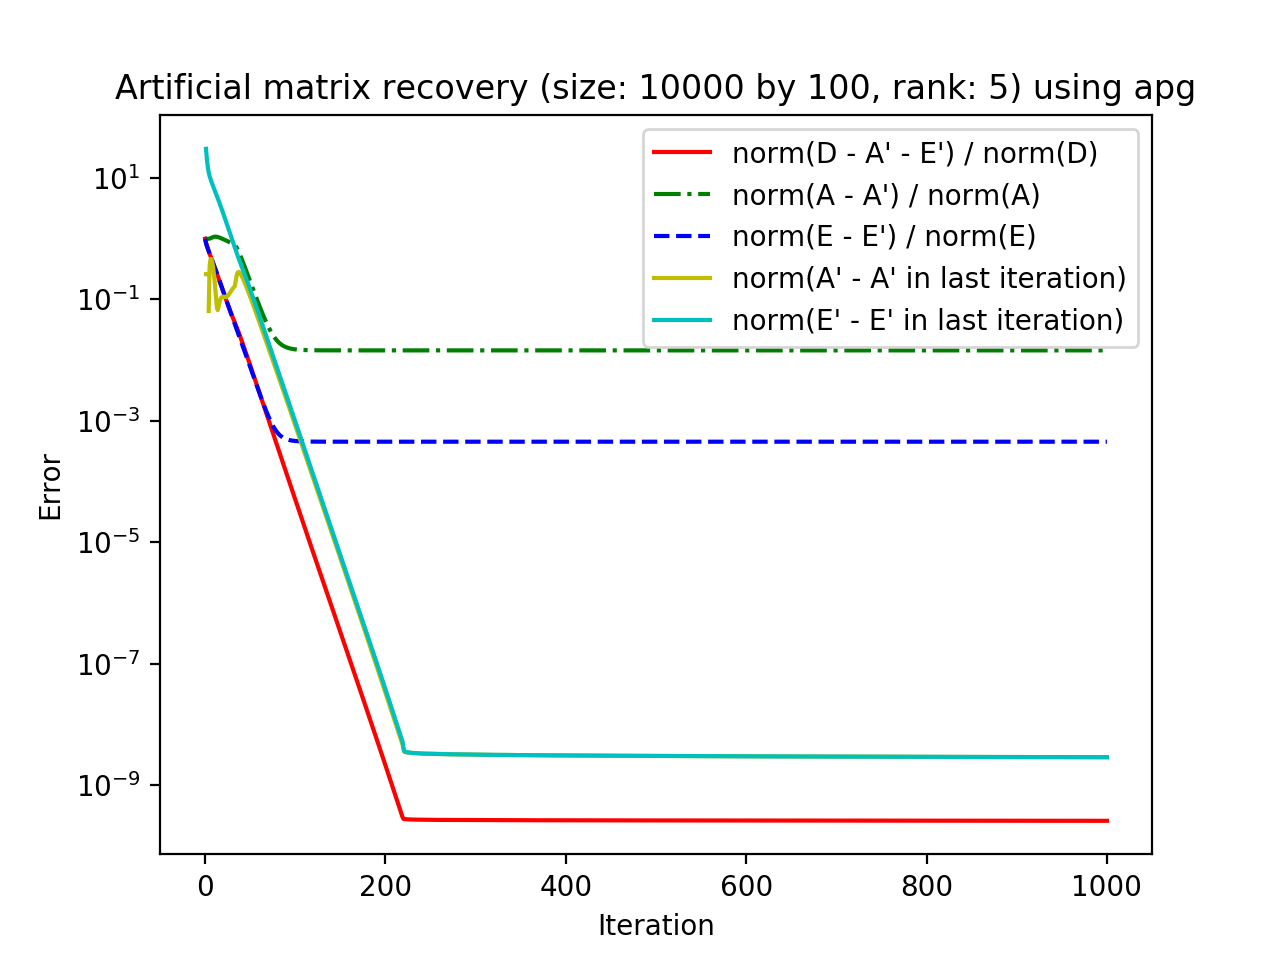 Artificial matrix recovery (size: 10000 by 100, rank: 5) using apg
norm(D - A' - E') / norm(D)
norm(A - A') / norm(A)
norm(E - E') / norm(E)
norm(A' - A' in last iteration)
norm(E' - E' in last iteration)
Error
10¹
10⁻¹
10⁻³
10⁻⁵
10⁻⁷
10⁻⁹
0 200 400 600 800 1000
Iteration